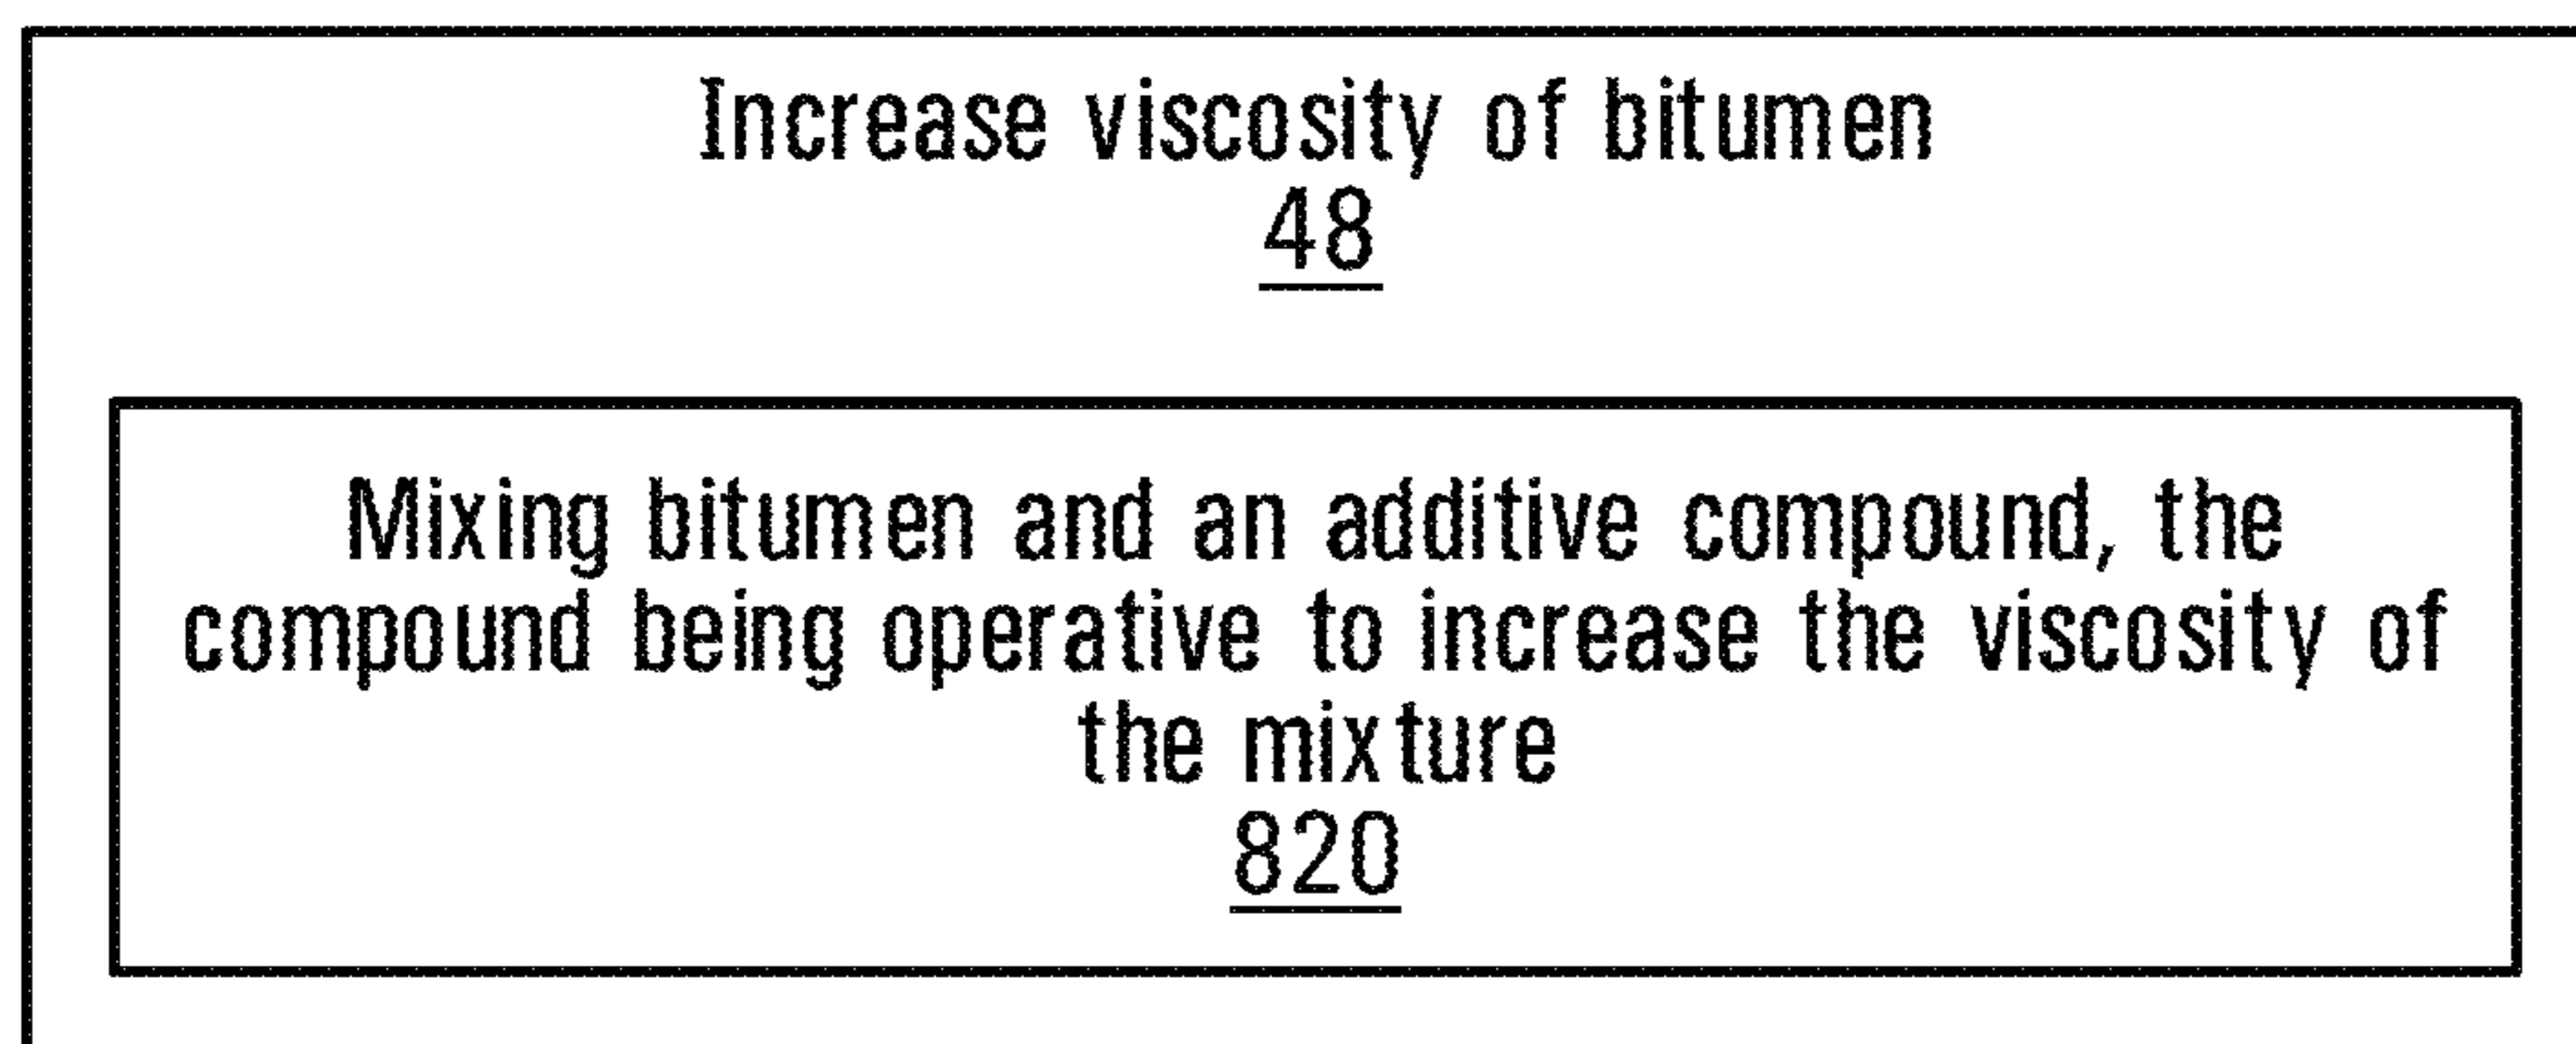 Increase viscosity of bitumen
48
Mixing bitumen and an additive compound, the
compound being operative to increase the viscosity of
the mixture
820